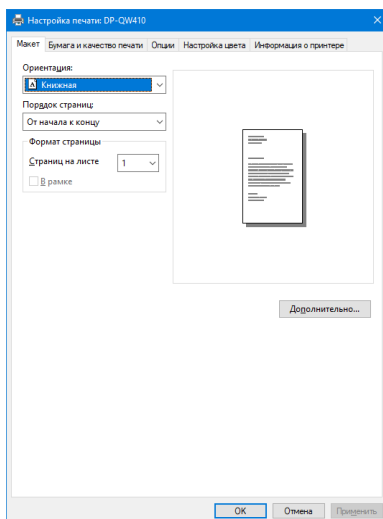 Настройка печати: DP-QW410
Макет Бумага и качество печати Опции Настройка цвета Информация о принтере
Ориентация:
Книжная
Порядок страниц:
От начала к концу
Формат страницы
Страниц на листе 1
В рамке
Дополнительно...
OK Отмена Применить